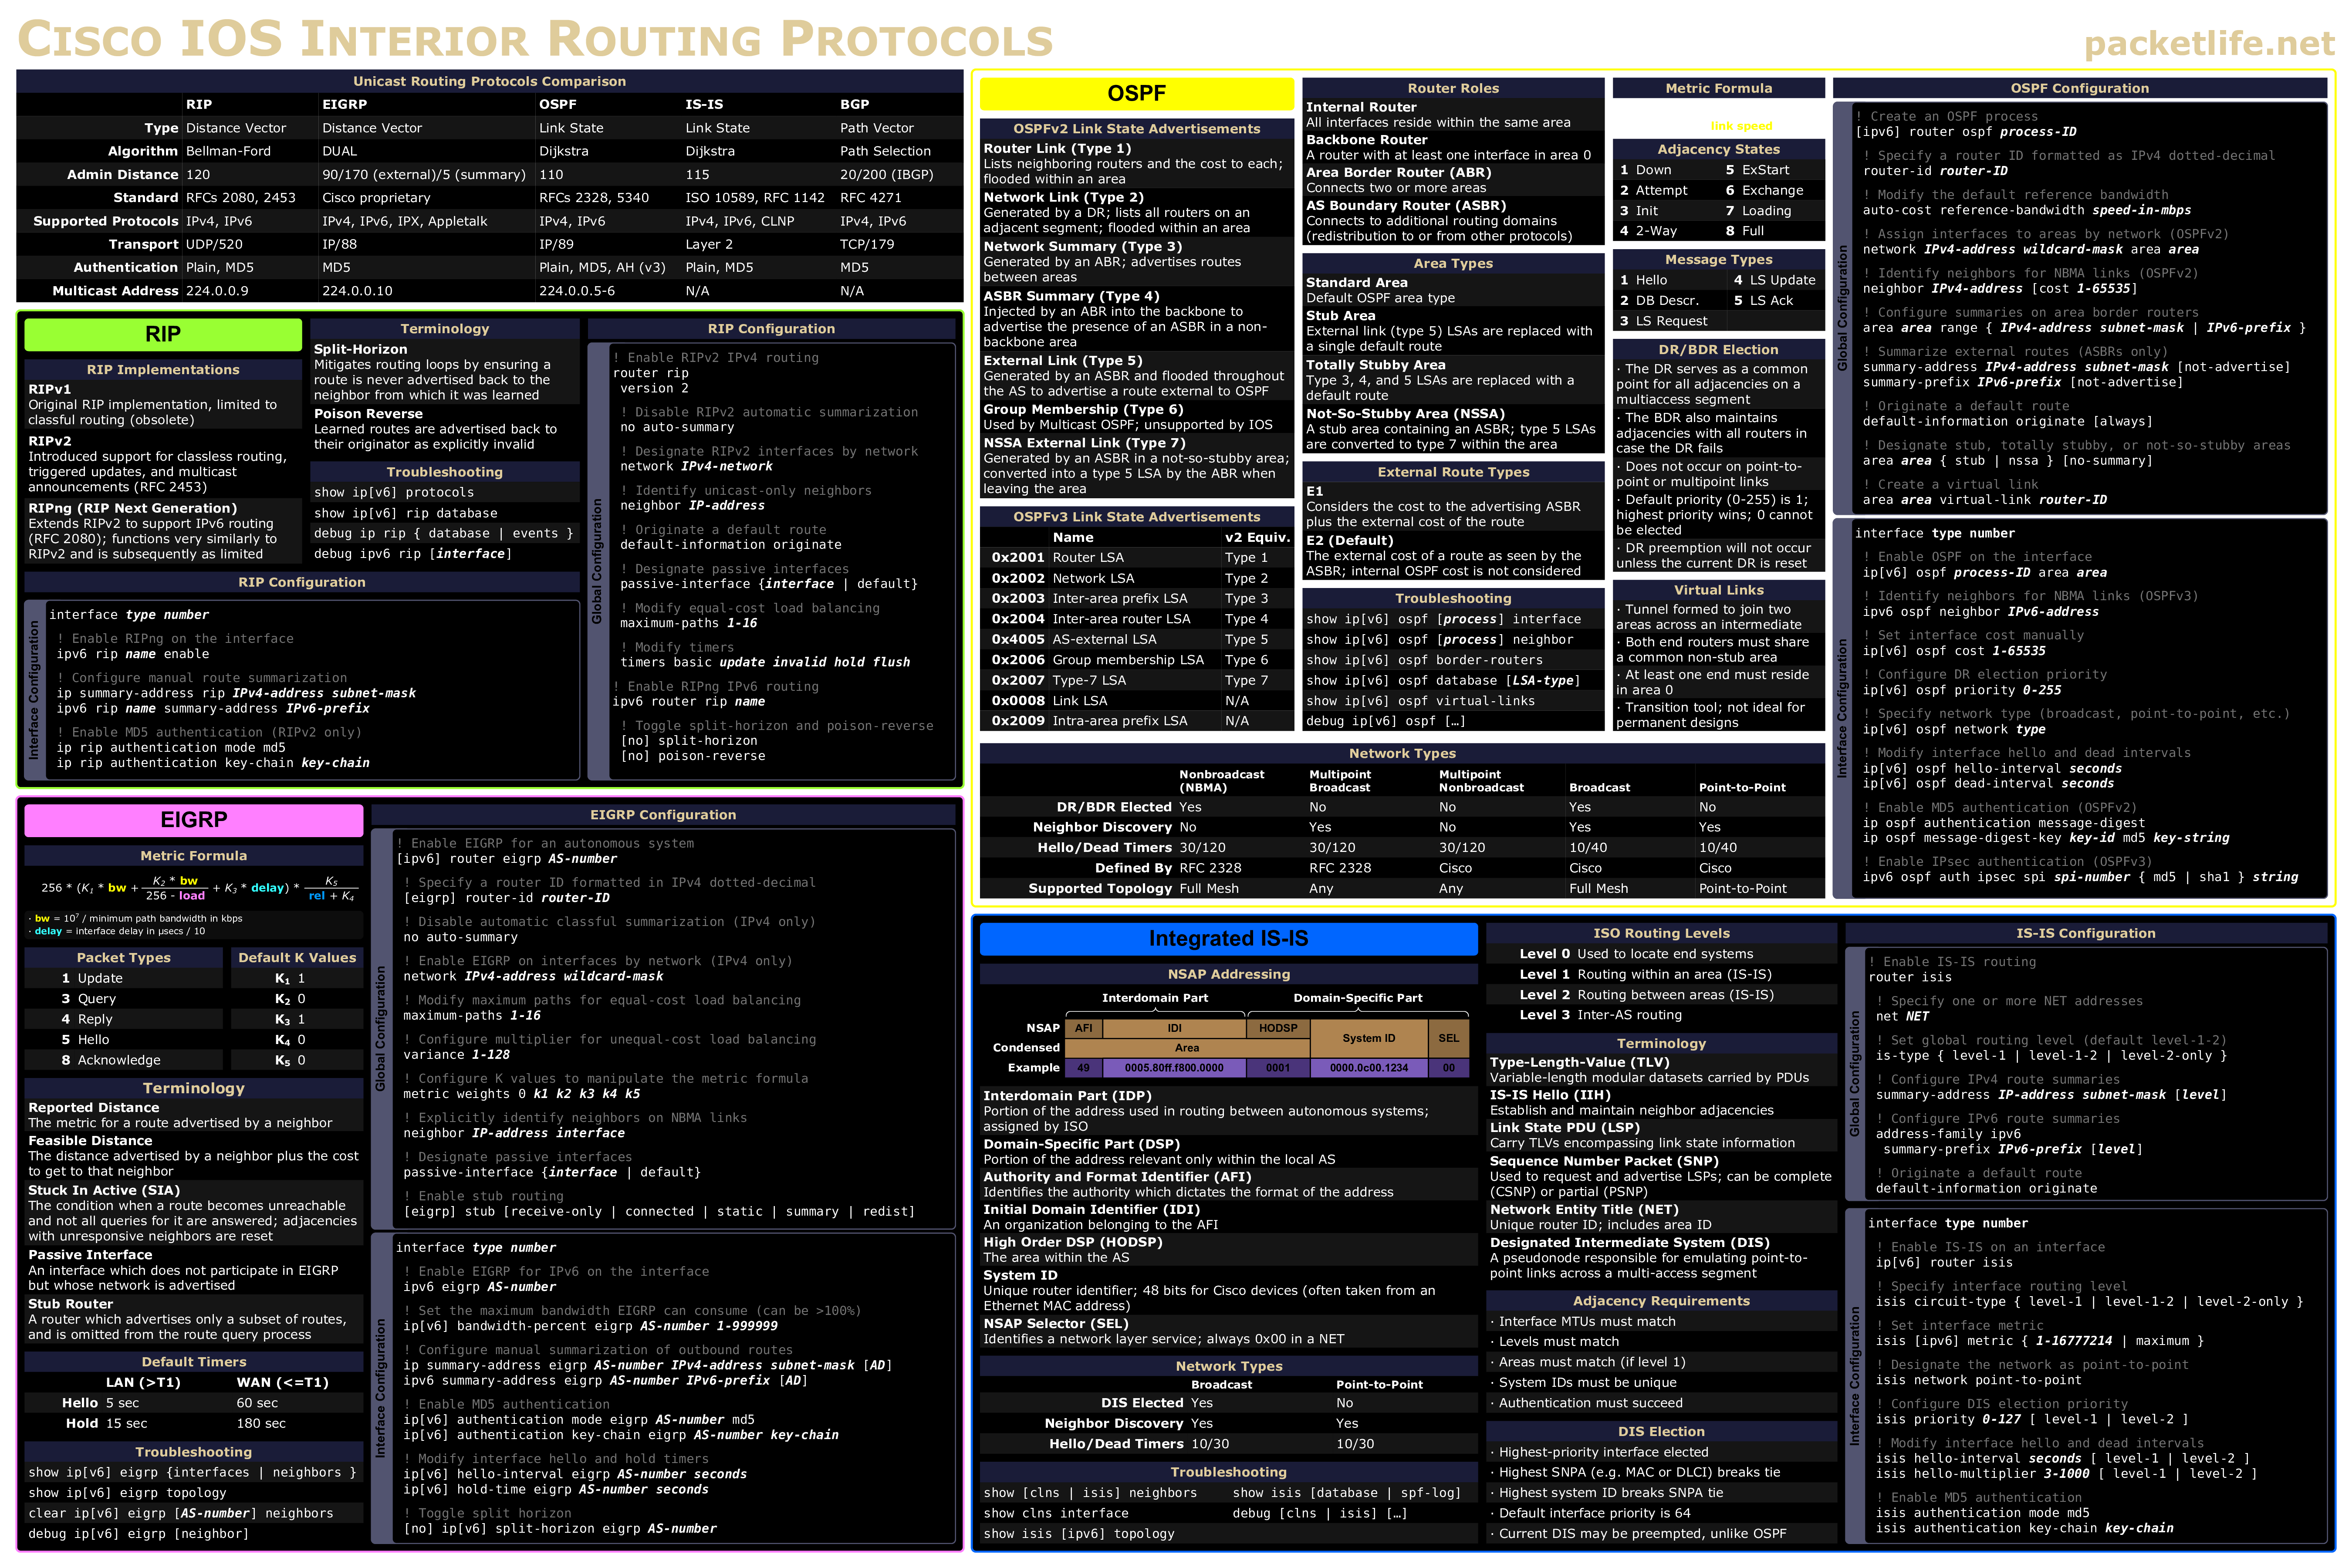 CISCO IOS INTERIOR ROUTING PROTOCOLS
packetlife.net
Unicast Routing Protocols Comparison
RIP EIGRP OSPF IS-IS BGP
Type Distance Vector Distance Vector Link State Link State Path Vector
Algorithm Bellman-Ford DUAL Dijkstra Dijkstra Path Selection
Admin Distance 120 90/170 (external)/5 (summary) 110 115 20/200 (IBGP)
Standard RFCs 2080, 2453 Cisco proprietary RFCs 2328, 5340 ISO 10589, RFC 1142 RFC 4271
Supported Protocols IPv4, IPv6 IPv4, IPv6, IPX, Appletalk IPv4, IPv6 IPv4, IPv6, CLNP IPv4, IPv6
Transport UDP/520 IP/88 IP/89 Layer 2 TCP/179
Authentication Plain, MD5 MD5 Plain, MD5, AH (v3) Plain, MD5 MD5
Multicast Address 224.0.0.9 224.0.0.10 224.0.0.5-6 N/A N/A
RIP
RIP Implementations
RIPv1
Original RIP implementation, limited to
classful routing (obsolete)
RIPv2
Introduced support for classless routing,
triggered updates, and multicast
announcements (RFC 2453)
RIPng (RIP Next Generation)
Extends RIPv2 to support IPv6 routing
(RFC 2080); functions very similarly to
RIPv2 and is subsequently as limited
Terminology
Split-Horizon
Mitigates routing loops by ensuring a
route is never advertised back to the
neighbor from which it was learned
Poison Reverse
Learned routes are advertised back to
their originator as explicitly invalid
Troubleshooting
show ip[v6] protocols
show ip[v6] rip database
debug ip rip { database | events }
debug ipv6 rip [interface]
RIP Configuration
Interface Configuration
interface type number
! Enable RIPng on the interface
ipv6 rip name enable
! Configure manual route summarization
ip summary-address rip IPv4-address subnet-mask
ipv6 rip name summary-address IPv6-prefix
! Enable MD5 authentication (RIPv2 only)
ip rip authentication mode md5
ip rip authentication key-chain key-chain
RIP Configuration
Global Configuration
! Enable RIPv2 IPv4 routing
router rip
version 2
! Disable RIPv2 automatic summarization
no auto-summary
! Designate RIPv2 interfaces by network
network IPv4-network
! Identify unicast-only neighbors
neighbor IP-address
! Originate a default route
default-information originate
! Designate passive interfaces
passive-interface {interface | default}
! Modify equal-cost load balancing
maximum-paths 1-16
! Modify timers
timers basic update invalid hold flush
! Enable RIPng IPv6 routing
ipv6 router rip name
! Toggle split-horizon and poison-reverse
[no] split-horizon
[no] poison-reverse
EIGRP
Metric Formula
256 * (K₁ * bw + K₂ * bw / 256 - load + K₃ * delay) * K₅ / rel + K₄
· bw = 10⁷ / minimum path bandwidth in kbps
· delay = interface delay in µsecs / 10
Packet Types
1 Update
3 Query
4 Reply
5 Hello
8 Acknowledge
Default K Values
K₁ 1
K₂ 0
K₃ 1
K₄ 0
K₅ 0
Terminology
Reported Distance
The metric for a route advertised by a neighbor
Feasible Distance
The distance advertised by a neighbor plus the cost
to get to that neighbor
Stuck In Active (SIA)
The condition when a route becomes unreachable
and not all queries for it are answered; adjacencies
with unresponsive neighbors are reset
Passive Interface
An interface which does not participate in EIGRP
but whose network is advertised
Stub Router
A router which advertises only a subset of routes,
and is omitted from the route query process
Default Timers
LAN (>T1) WAN (<=T1)
Hello 5 sec 60 sec
Hold 15 sec 180 sec
Troubleshooting
show ip[v6] eigrp {interfaces | neighbors }
show ip[v6] eigrp topology
clear ip[v6] eigrp [AS-number] neighbors
debug ip[v6] eigrp [neighbor]
EIGRP Configuration
Global Configuration
! Enable EIGRP for an autonomous system
[ipv6] router eigrp AS-number
! Specify a router ID formatted in IPv4 dotted-decimal
[eigrp] router-id router-ID
! Disable automatic classful summarization (IPv4 only)
no auto-summary
! Enable EIGRP on interfaces by network (IPv4 only)
network IPv4-address wildcard-mask
! Modify maximum paths for equal-cost load balancing
maximum-paths 1-16
! Configure multiplier for unequal-cost load balancing
variance 1-128
! Configure K values to manipulate the metric formula
metric weights 0 k1 k2 k3 k4 k5
! Explicitly identify neighbors on NBMA links
neighbor IP-address interface
! Designate passive interfaces
passive-interface {interface | default}
! Enable stub routing
[eigrp] stub [receive-only | connected | static | summary | redist]
Interface Configuration
interface type number
! Enable EIGRP for IPv6 on the interface
ipv6 eigrp AS-number
! Set the maximum bandwidth EIGRP can consume (can be >100%)
ip[v6] bandwidth-percent eigrp AS-number 1-999999
! Configure manual summarization of outbound routes
ip summary-address eigrp AS-number IPv4-address subnet-mask [AD]
ipv6 summary-address eigrp AS-number IPv6-prefix [AD]
! Enable MD5 authentication
ip[v6] authentication mode eigrp AS-number md5
ip[v6] authentication key-chain eigrp AS-number key-chain
! Modify interface hello and hold timers
ip[v6] hello-interval eigrp AS-number seconds
ip[v6] hold-time eigrp AS-number seconds
! Toggle split horizon
[no] ip[v6] split-horizon eigrp AS-number
OSPF
OSPFv2 Link State Advertisements
Router Link (Type 1)
Lists neighboring routers and the cost to each;
flooded within an area
Network Link (Type 2)
Generated by a DR; lists all routers on an
adjacent segment; flooded within an area
Network Summary (Type 3)
Generated by an ABR; advertises routes
between areas
ASBR Summary (Type 4)
Injected by an ABR into the backbone to
advertise the presence of an ASBR in a non-
backbone area
External Link (Type 5)
Generated by an ASBR and flooded throughout
the AS to advertise a route external to OSPF
Group Membership (Type 6)
Used by Multicast OSPF; unsupported by IOS
NSSA External Link (Type 7)
Generated by an ASBR in a not-so-stubby area;
converted into a type 5 LSA by the ABR when
leaving the area
OSPFv3 Link State Advertisements
Name v2 Equiv.
0x2001 Router LSA Type 1
0x2002 Network LSA Type 2
0x2003 Inter-area prefix LSA Type 3
0x2004 Inter-area router LSA Type 4
0x4005 AS-external LSA Type 5
0x2006 Group membership LSA Type 6
0x2007 Type-7 LSA Type 7
0x0008 Link LSA N/A
0x2009 Intra-area prefix LSA N/A
Router Roles
Internal Router
All interfaces reside within the same area
Backbone Router
A router with at least one interface in area 0
Area Border Router (ABR)
Connects two or more areas
AS Boundary Router (ASBR)
Connects to additional routing domains
(redistribution to or from other protocols)
Area Types
Standard Area
Default OSPF area type
Stub Area
External link (type 5) LSAs are replaced with
a single default route
Totally Stubby Area
Type 3, 4, and 5 LSAs are replaced with a
default route
Not-So-Stubby Area (NSSA)
A stub area containing an ASBR; type 5 LSAs
are converted to type 7 within the area
External Route Types
E1
Considers the cost to the advertising ASBR
plus the external cost of the route
E2 (Default)
The external cost of a route as seen by the
ASBR; internal OSPF cost is not considered
Troubleshooting
show ip[v6] ospf [process] interface
show ip[v6] ospf [process] neighbor
show ip[v6] ospf border-routers
show ip[v6] ospf database [LSA-type]
show ip[v6] ospf virtual-links
debug ip[v6] ospf […]
Metric Formula
link speed
Adjacency States
1 Down 5 ExStart
2 Attempt 6 Exchange
3 Init 7 Loading
4 2-Way 8 Full
Message Types
1 Hello 4 LS Update
2 DB Descr. 5 LS Ack
3 LS Request
DR/BDR Election
· The DR serves as a common
point for all adjacencies on a
multiaccess segment
· The BDR also maintains
adjacencies with all routers in
case the DR fails
· Does not occur on point-to-
point or multipoint links
· Default priority (0-255) is 1;
highest priority wins; 0 cannot
be elected
· DR preemption will not occur
unless the current DR is reset
Virtual Links
· Tunnel formed to join two
areas across an intermediate
· Both end routers must share
a common non-stub area
· At least one end must reside
in area 0
· Transition tool; not ideal for
permanent designs
Network Types
Nonbroadcast (NBMA) Multipoint Broadcast Multipoint Nonbroadcast Broadcast Point-to-Point
DR/BDR Elected Yes No No Yes No
Neighbor Discovery No Yes No Yes Yes
Hello/Dead Timers 30/120 30/120 30/120 10/40 10/40
Defined By RFC 2328 RFC 2328 Cisco Cisco Cisco
Supported Topology Full Mesh Any Any Full Mesh Point-to-Point
OSPF Configuration
Global Configuration
! Create an OSPF process
[ipv6] router ospf process-ID
! Specify a router ID formatted as IPv4 dotted-decimal
router-id router-ID
! Modify the default reference bandwidth
auto-cost reference-bandwidth speed-in-mbps
! Assign interfaces to areas by network (OSPFv2)
network IPv4-address wildcard-mask area area
! Identify neighbors for NBMA links (OSPFv2)
neighbor IPv4-address [cost 1-65535]
! Configure summaries on area border routers
area area range { IPv4-address subnet-mask | IPv6-prefix }
! Summarize external routes (ASBRs only)
summary-address IPv4-address subnet-mask [not-advertise]
summary-prefix IPv6-prefix [not-advertise]
! Originate a default route
default-information originate [always]
! Designate stub, totally stubby, or not-so-stubby areas
area area { stub | nssa } [no-summary]
! Create a virtual link
area area virtual-link router-ID
Interface Configuration
interface type number
! Enable OSPF on the interface
ip[v6] ospf process-ID area area
! Identify neighbors for NBMA links (OSPFv3)
ipv6 ospf neighbor IPv6-address
! Set interface cost manually
ip[v6] ospf cost 1-65535
! Configure DR election priority
ip[v6] ospf priority 0-255
! Specify network type (broadcast, point-to-point, etc.)
ip[v6] ospf network type
! Modify interface hello and dead intervals
ip[v6] ospf hello-interval seconds
ip[v6] ospf dead-interval seconds
! Enable MD5 authentication (OSPFv2)
ip ospf authentication message-digest
ip ospf message-digest-key key-id md5 key-string
! Enable IPsec authentication (OSPFv3)
ipv6 ospf auth ipsec spi spi-number { md5 | sha1 } string
Integrated IS-IS
NSAP Addressing
Interdomain Part Domain-Specific Part
NSAP AFI IDI HODSP System ID SEL
Condensed Area
Example 49 0005.80ff.f800.0000 0001 0000.0c00.1234 00
Interdomain Part (IDP)
Portion of the address used in routing between autonomous systems;
assigned by ISO
Domain-Specific Part (DSP)
Portion of the address relevant only within the local AS
Authority and Format Identifier (AFI)
Identifies the authority which dictates the format of the address
Initial Domain Identifier (IDI)
An organization belonging to the AFI
High Order DSP (HODSP)
The area within the AS
System ID
Unique router identifier; 48 bits for Cisco devices (often taken from an
Ethernet MAC address)
NSAP Selector (SEL)
Identifies a network layer service; always 0x00 in a NET
Network Types
Broadcast Point-to-Point
DIS Elected Yes No
Neighbor Discovery Yes Yes
Hello/Dead Timers 10/30 10/30
Troubleshooting
show [clns | isis] neighbors show isis [database | spf-log]
show clns interface debug [clns | isis] […]
show isis [ipv6] topology
ISO Routing Levels
Level 0 Used to locate end systems
Level 1 Routing within an area (IS-IS)
Level 2 Routing between areas (IS-IS)
Level 3 Inter-AS routing
Terminology
Type-Length-Value (TLV)
Variable-length modular datasets carried by PDUs
IS-IS Hello (IIH)
Establish and maintain neighbor adjacencies
Link State PDU (LSP)
Carry TLVs encompassing link state information
Sequence Number Packet (SNP)
Used to request and advertise LSPs; can be complete
(CSNP) or partial (PSNP)
Network Entity Title (NET)
Unique router ID; includes area ID
Designated Intermediate System (DIS)
A pseudonode responsible for emulating point-to-
point links across a multi-access segment
Adjacency Requirements
· Interface MTUs must match
· Levels must match
· Areas must match (if level 1)
· System IDs must be unique
· Authentication must succeed
DIS Election
· Highest-priority interface elected
· Highest SNPA (e.g. MAC or DLCI) breaks tie
· Highest system ID breaks SNPA tie
· Default interface priority is 64
· Current DIS may be preempted, unlike OSPF
IS-IS Configuration
Global Configuration
! Enable IS-IS routing
router isis
! Specify one or more NET addresses
net NET
! Set global routing level (default level-1-2)
is-type { level-1 | level-1-2 | level-2-only }
! Configure IPv4 route summaries
summary-address IP-address subnet-mask [level]
! Configure IPv6 route summaries
address-family ipv6
summary-prefix IPv6-prefix [level]
! Originate a default route
default-information originate
Interface Configuration
interface type number
! Enable IS-IS on an interface
ip[v6] router isis
! Specify interface routing level
isis circuit-type { level-1 | level-1-2 | level-2-only }
! Set interface metric
isis [ipv6] metric { 1-16777214 | maximum }
! Designate the network as point-to-point
isis network point-to-point
! Configure DIS election priority
isis priority 0-127 [ level-1 | level-2 ]
! Modify interface hello and dead intervals
isis hello-interval seconds [ level-1 | level-2 ]
isis hello-multiplier 3-1000 [ level-1 | level-2 ]
! Enable MD5 authentication
isis authentication mode md5
isis authentication key-chain key-chain